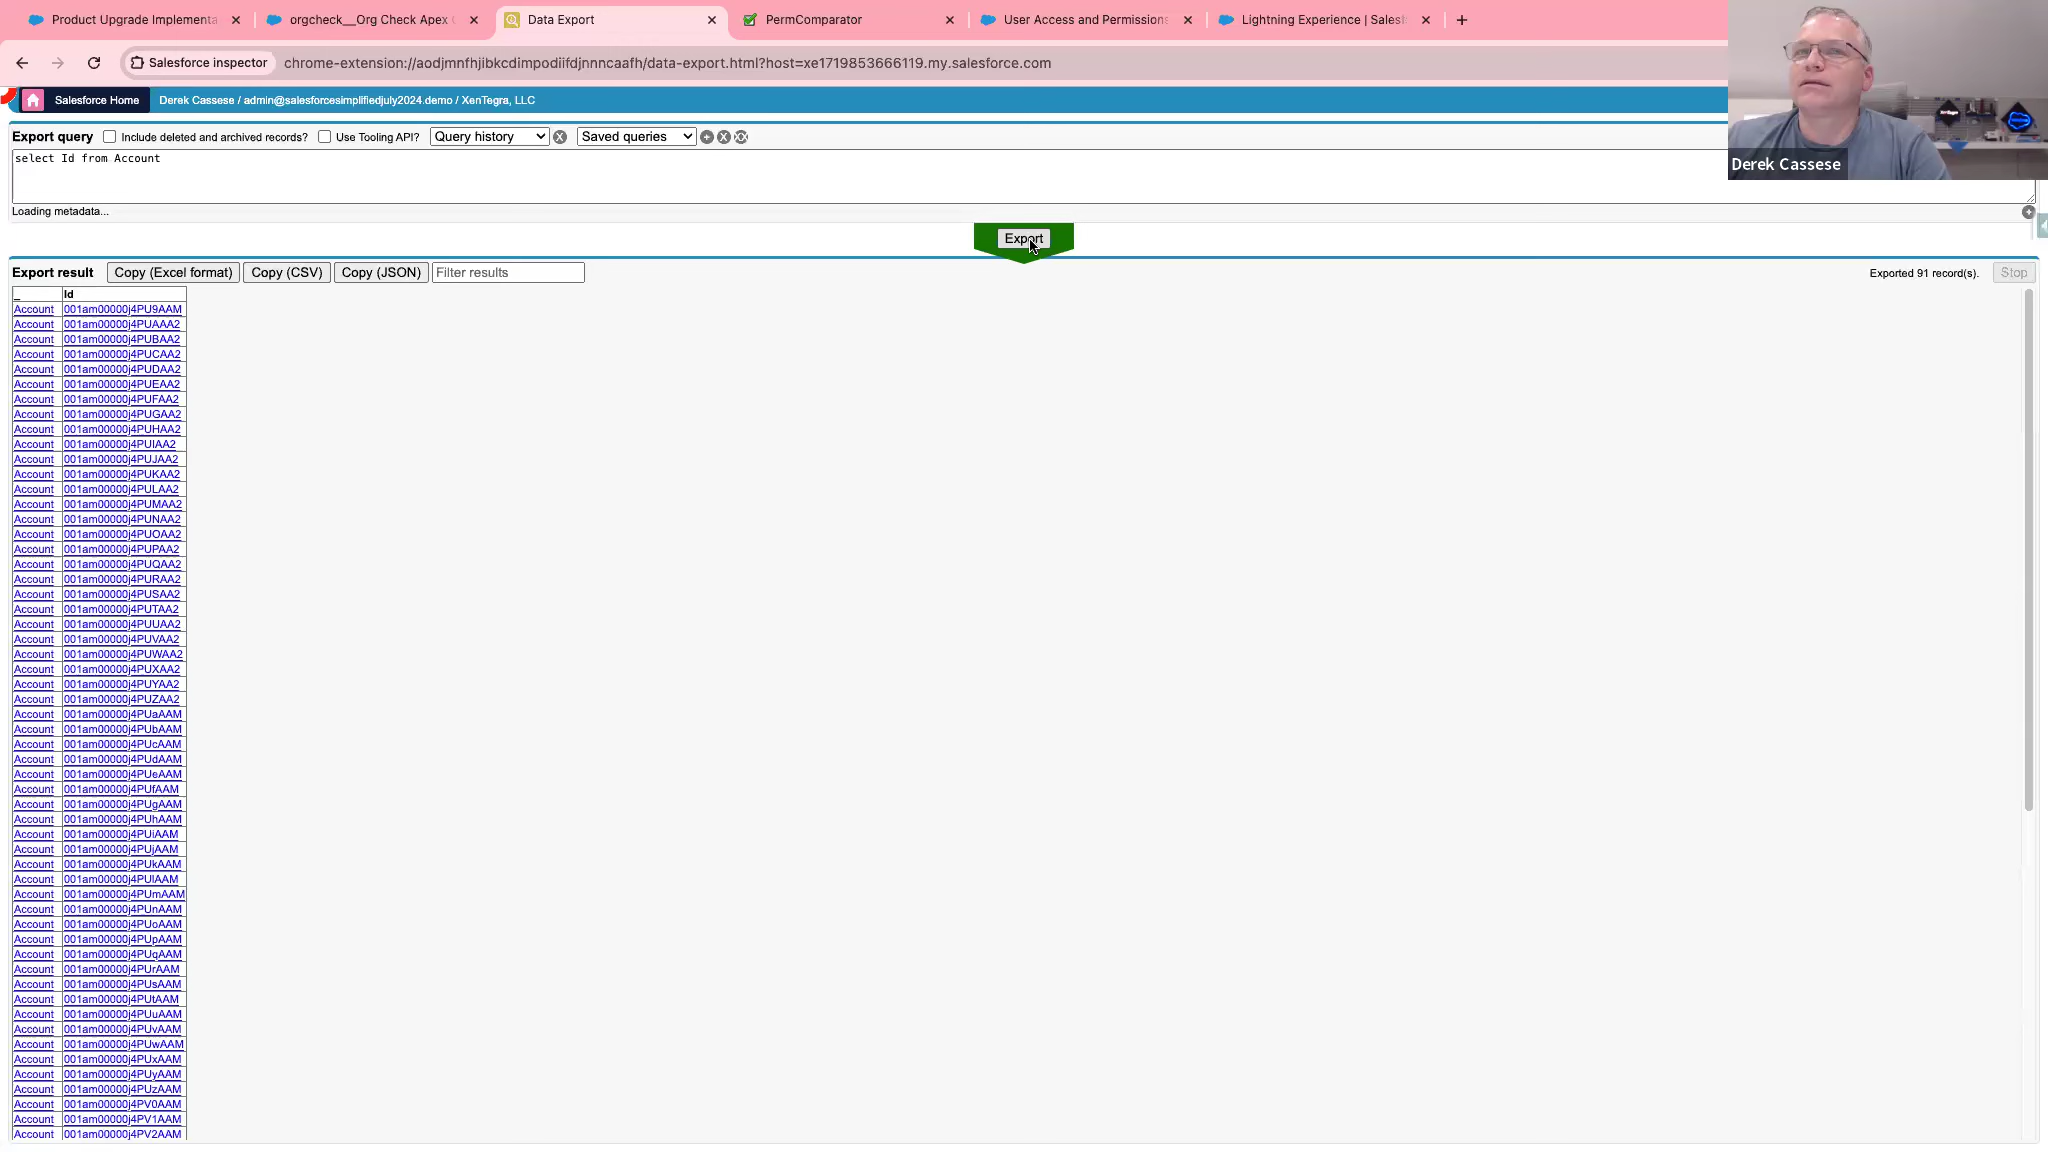 Product Upgrade Implementa
orgcheck__Org Check Apex
Data Export
PermComparator
User Access and Permissions
Lightning Experience | Salesf
Salesforce inspector
chrome-extension://aodjmnfhjibkcdimpodiifdjnnncaafh/data-export.html?host=xe1719853666119.my.salesforce.com
Salesforce Home
Derek Cassese / admin@salesforcesimplifiedjuly2024.demo / XenTegra, LLC
Export query
Include deleted and archived records?
Use Tooling API?
Query history
Saved queries
select Id from Account
Loading metadata...
Derek Cassese
Export
Export result
Copy (Excel format)
Copy (CSV)
Copy (JSON)
Filter results
Exported 91 record(s).
Stop
_ Id
Account 001am00000j4PU9AAM
Account 001am00000j4PUAAA2
Account 001am00000j4PUBAA2
Account 001am00000j4PUCAA2
Account 001am00000j4PUDAA2
Account 001am00000j4PUEAA2
Account 001am00000j4PUFAA2
Account 001am00000j4PUGAA2
Account 001am00000j4PUHAA2
Account 001am00000j4PUIAA2
Account 001am00000j4PUJAA2
Account 001am00000j4PUKAA2
Account 001am00000j4PULAA2
Account 001am00000j4PUMAA2
Account 001am00000j4PUNAA2
Account 001am00000j4PUOAA2
Account 001am00000j4PUPAA2
Account 001am00000j4PUQAA2
Account 001am00000j4PURAA2
Account 001am00000j4PUSAA2
Account 001am00000j4PUTAA2
Account 001am00000j4PUUAA2
Account 001am00000j4PUVAA2
Account 001am00000j4PUWAA2
Account 001am00000j4PUXAA2
Account 001am00000j4PUYAA2
Account 001am00000j4PUZAA2
Account 001am00000j4PUaAAM
Account 001am00000j4PUbAAM
Account 001am00000j4PUcAAM
Account 001am00000j4PUdAAM
Account 001am00000j4PUeAAM
Account 001am00000j4PUfAAM
Account 001am00000j4PUgAAM
Account 001am00000j4PUhAAM
Account 001am00000j4PUiAAM
Account 001am00000j4PUjAAM
Account 001am00000j4PUkAAM
Account 001am00000j4PUlAAM
Account 001am00000j4PUmAAM
Account 001am00000j4PUnAAM
Account 001am00000j4PUoAAM
Account 001am00000j4PUpAAM
Account 001am00000j4PUqAAM
Account 001am00000j4PUrAAM
Account 001am00000j4PUsAAM
Account 001am00000j4PUtAAM
Account 001am00000j4PUuAAM
Account 001am00000j4PUvAAM
Account 001am00000j4PUwAAM
Account 001am00000j4PUxAAM
Account 001am00000j4PUyAAM
Account 001am00000j4PUzAAM
Account 001am00000j4PV0AAM
Account 001am00000j4PV1AAM
Account 001am00000j4PV2AAM